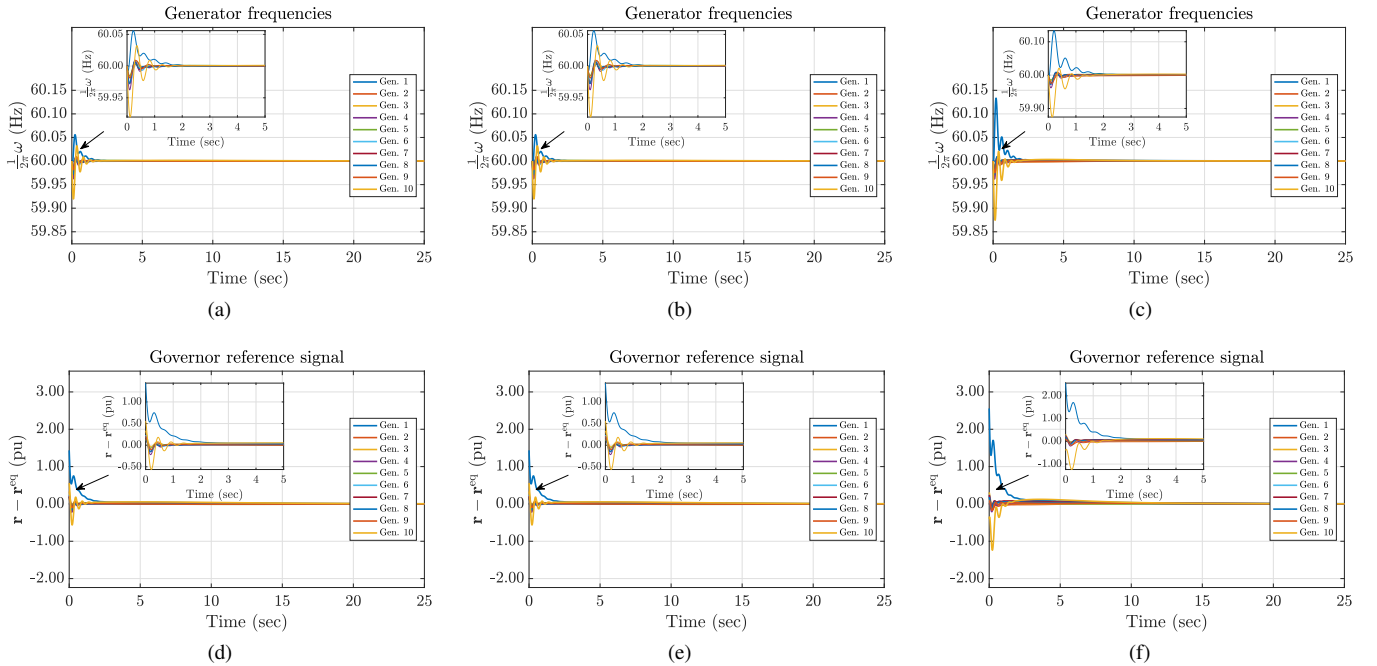 Generator frequencies
60.15
60.10
60.05
60.00
59.95
59.90
59.85
1/2π ω (Hz)
0 5 10 15 20 25
Time (sec)
60.05
60.00
59.95
1/2π ω (Hz)
0 1 2 3 4 5
Time (sec)
Gen. 1
Gen. 2
Gen. 3
Gen. 4
Gen. 5
Gen. 6
Gen. 7
Gen. 8
Gen. 9
Gen. 10
(a)
Generator frequencies
60.15
60.10
60.05
60.00
59.95
59.90
59.85
1/2π ω (Hz)
0 5 10 15 20 25
Time (sec)
60.05
60.00
59.95
1/2π ω (Hz)
0 1 2 3 4 5
Time (sec)
Gen. 1
Gen. 2
Gen. 3
Gen. 4
Gen. 5
Gen. 6
Gen. 7
Gen. 8
Gen. 9
Gen. 10
(b)
Generator frequencies
60.15
60.10
60.05
60.00
59.95
59.90
59.85
1/2π ω (Hz)
0 5 10 15 20 25
Time (sec)
60.10
60.00
59.90
1/2π ω (Hz)
0 1 2 3 4 5
Time (sec)
Gen. 1
Gen. 2
Gen. 3
Gen. 4
Gen. 5
Gen. 6
Gen. 7
Gen. 8
Gen. 9
Gen. 10
(c)
Governor reference signal
3.00
2.00
1.00
0.00
-1.00
-2.00
r − r^eq (pu)
0 5 10 15 20 25
Time (sec)
1.00
0.50
0.00
-0.50
r − r^eq (pu)
0 1 2 3 4 5
Time (sec)
Gen. 1
Gen. 2
Gen. 3
Gen. 4
Gen. 5
Gen. 6
Gen. 7
Gen. 8
Gen. 9
Gen. 10
(d)
Governor reference signal
3.00
2.00
1.00
0.00
-1.00
-2.00
r − r^eq (pu)
0 5 10 15 20 25
Time (sec)
1.00
0.50
0.00
-0.50
r − r^eq (pu)
0 1 2 3 4 5
Time (sec)
Gen. 1
Gen. 2
Gen. 3
Gen. 4
Gen. 5
Gen. 6
Gen. 7
Gen. 8
Gen. 9
Gen. 10
(e)
Governor reference signal
3.00
2.00
1.00
0.00
-1.00
-2.00
r − r^eq (pu)
0 5 10 15 20 25
Time (sec)
2.00
1.00
0.00
-1.00
r − r^eq (pu)
0 1 2 3 4 5
Time (sec)
Gen. 1
Gen. 2
Gen. 3
Gen. 4
Gen. 5
Gen. 6
Gen. 7
Gen. 8
Gen. 9
Gen. 10
(f)